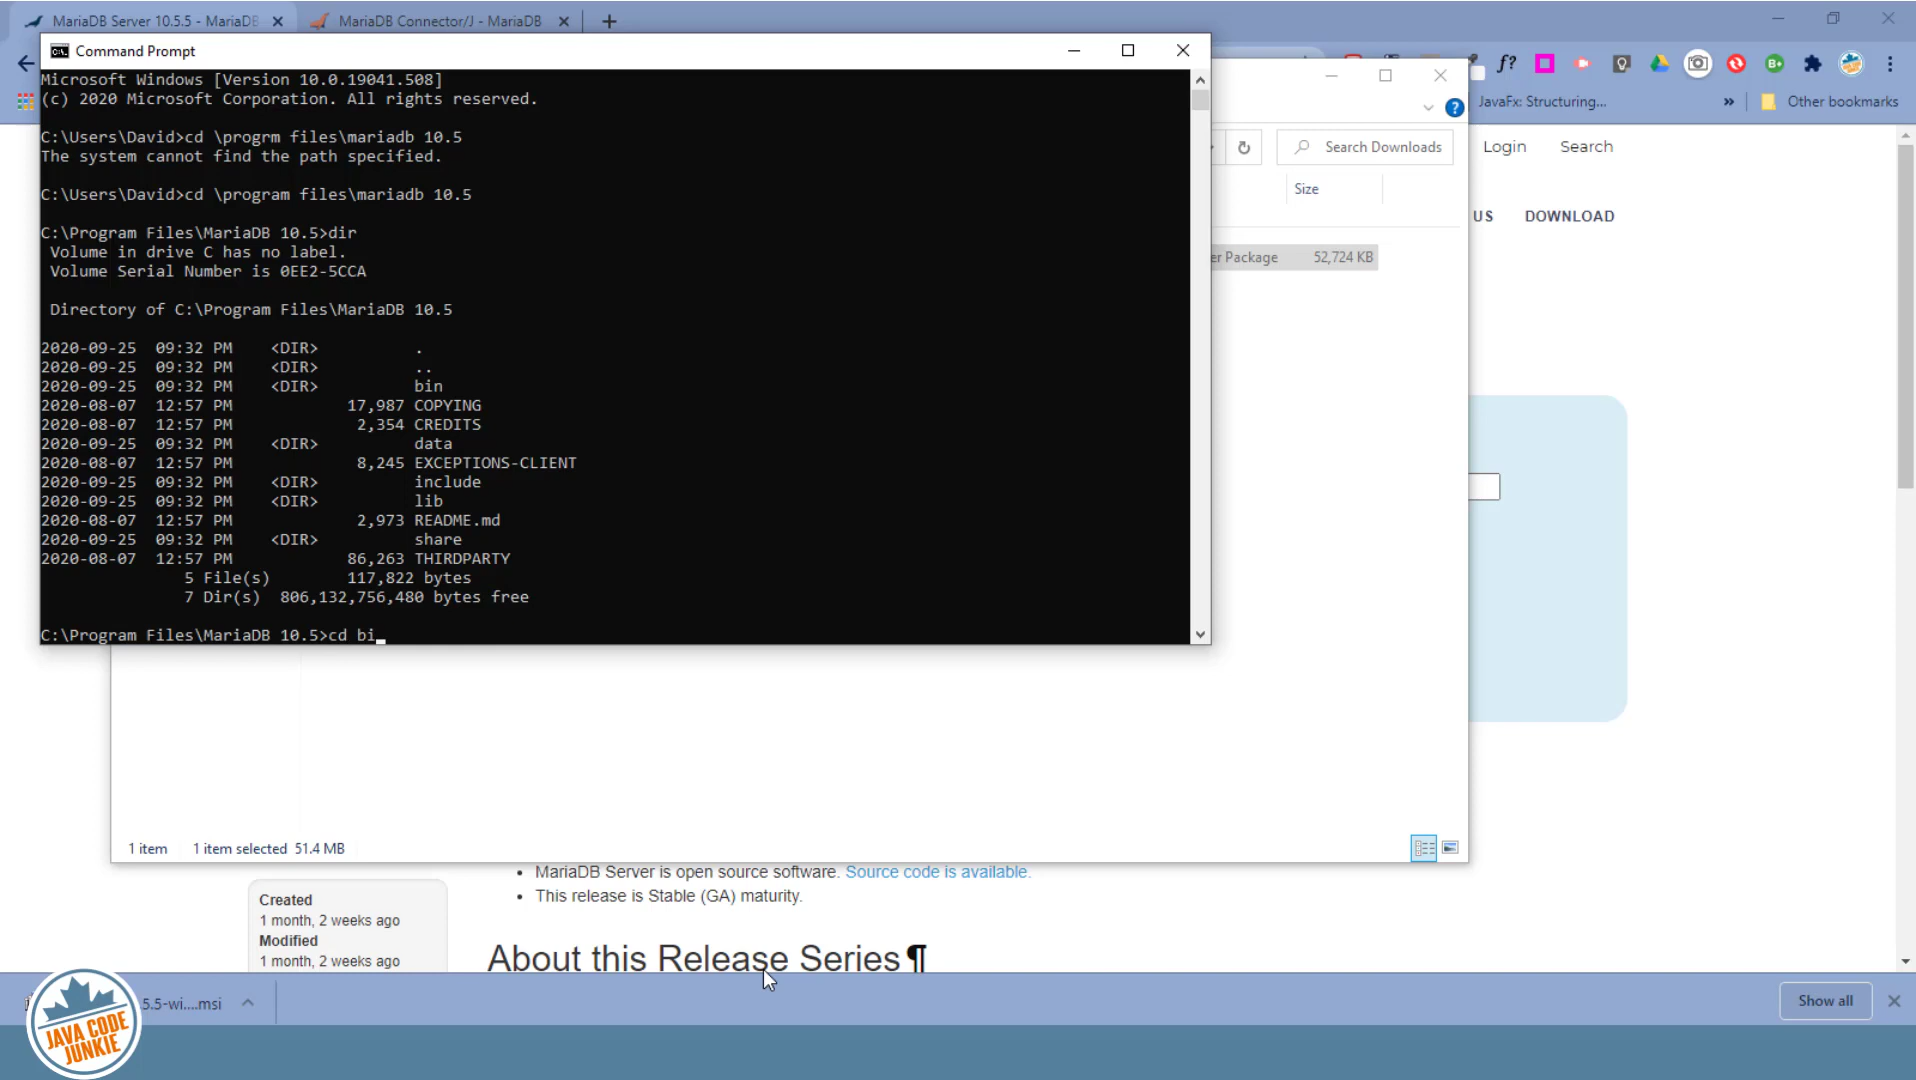 MariaDB Server 10.5.5 - MariaDB
MariaDB Connector/J - MariaDB
Command Prompt
Microsoft Windows [Version 10.0.19041.508]
(c) 2020 Microsoft Corporation. All rights reserved.
C:\Users\David>cd \progrm files\mariadb 10.5
The system cannot find the path specified.
C:\Users\David>cd \program files\mariadb 10.5
C:\Program Files\MariaDB 10.5>dir
Volume in drive C has no label.
Volume Serial Number is 0EE2-5CCA
Directory of C:\Program Files\MariaDB 10.5
2020-09-25  09:32 PM    <DIR>          .
2020-09-25  09:32 PM    <DIR>          ..
2020-09-25  09:32 PM    <DIR>          bin
2020-08-07  12:57 PM            17,987 COPYING
2020-08-07  12:57 PM             2,354 CREDITS
2020-09-25  09:32 PM    <DIR>          data
2020-08-07  12:57 PM             8,245 EXCEPTIONS-CLIENT
2020-09-25  09:32 PM    <DIR>          include
2020-09-25  09:32 PM    <DIR>          lib
2020-08-07  12:57 PM             2,973 README.md
2020-09-25  09:32 PM    <DIR>          share
2020-08-07  12:57 PM            86,263 THIRDPARTY
5 File(s)        117,822 bytes
7 Dir(s)  806,132,756,480 bytes free
C:\Program Files\MariaDB 10.5>cd bi
f?
JavaFx: Structuring...
»
Other bookmarks
Search Downloads
Login
Search
Size
US
DOWNLOAD
er Package
52,724 KB
1 item
1 item selected 51.4 MB
• MariaDB Server is open source software. Source code is available.
• This release is Stable (GA) maturity.
Created
1 month, 2 weeks ago
Modified
1 month, 2 weeks ago
About this Release Series ¶
5.5-wi....msi
Show all
JAVA CODE
JUNKIE